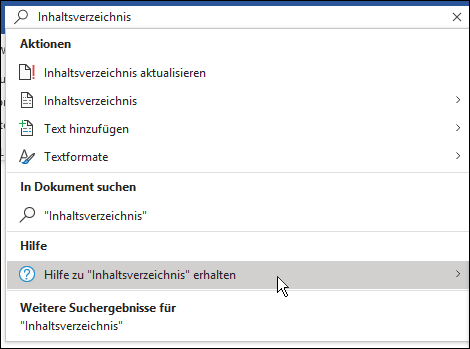 Inhaltsverzeichnis
Aktionen
Inhaltsverzeichnis aktualisieren
Inhaltsverzeichnis
Text hinzufügen
Textformate
In Dokument suchen
"Inhaltsverzeichnis"
Hilfe
Hilfe zu "Inhaltsverzeichnis" erhalten
Weitere Suchergebnisse für
"Inhaltsverzeichnis"